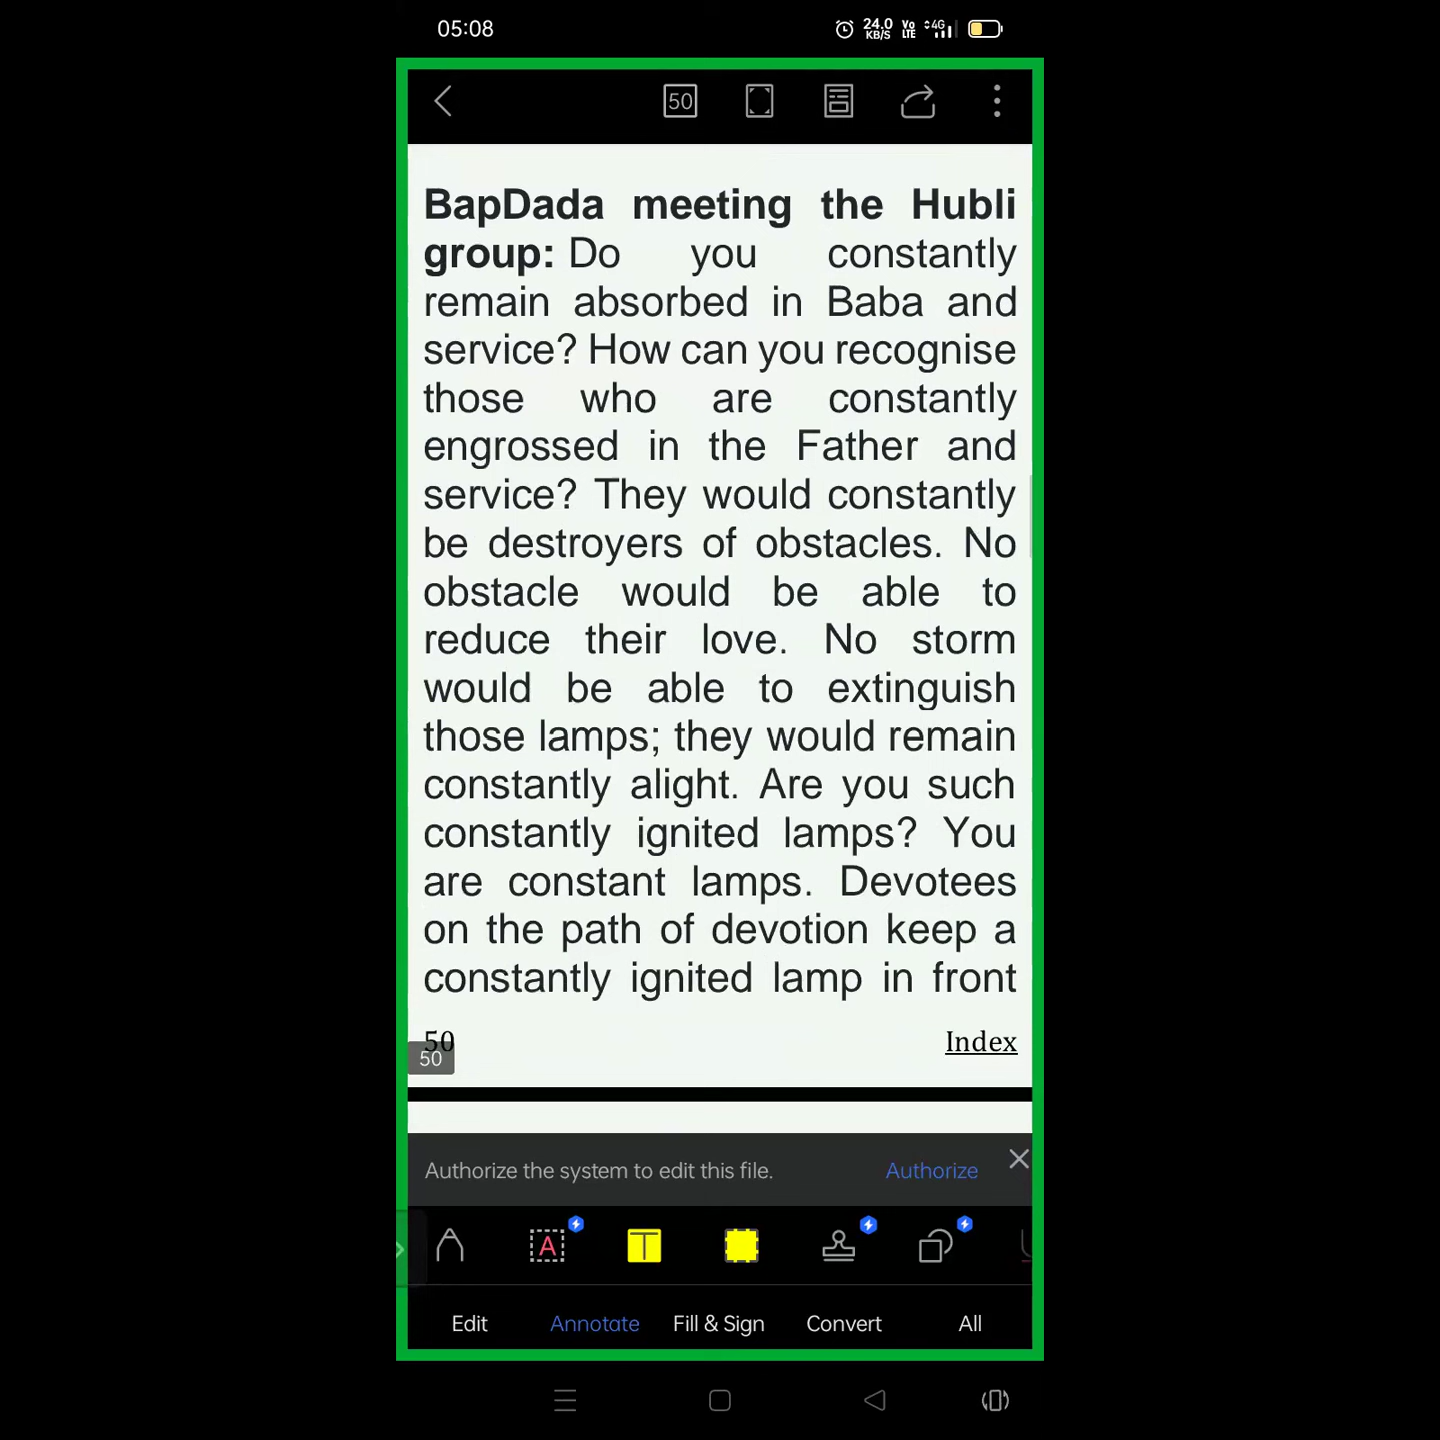 05:08
24.0
KB/S
Vo
LTE
4G
50
BapDada meeting the Hubli
group: Do you constantly
remain absorbed in Baba and
service? How can you recognise
those who are constantly
engrossed in the Father and
service? They would constantly
be destroyers of obstacles. No
obstacle would be able to
reduce their love. No storm
would be able to extinguish
those lamps; they would remain
constantly alight. Are you such
constantly ignited lamps? You
are constant lamps. Devotees
on the path of devotion keep a
constantly ignited lamp in front
50
Index
50
Authorize the system to edit this file.
Authorize
A
T
Edit
Annotate
Fill & Sign
Convert
All